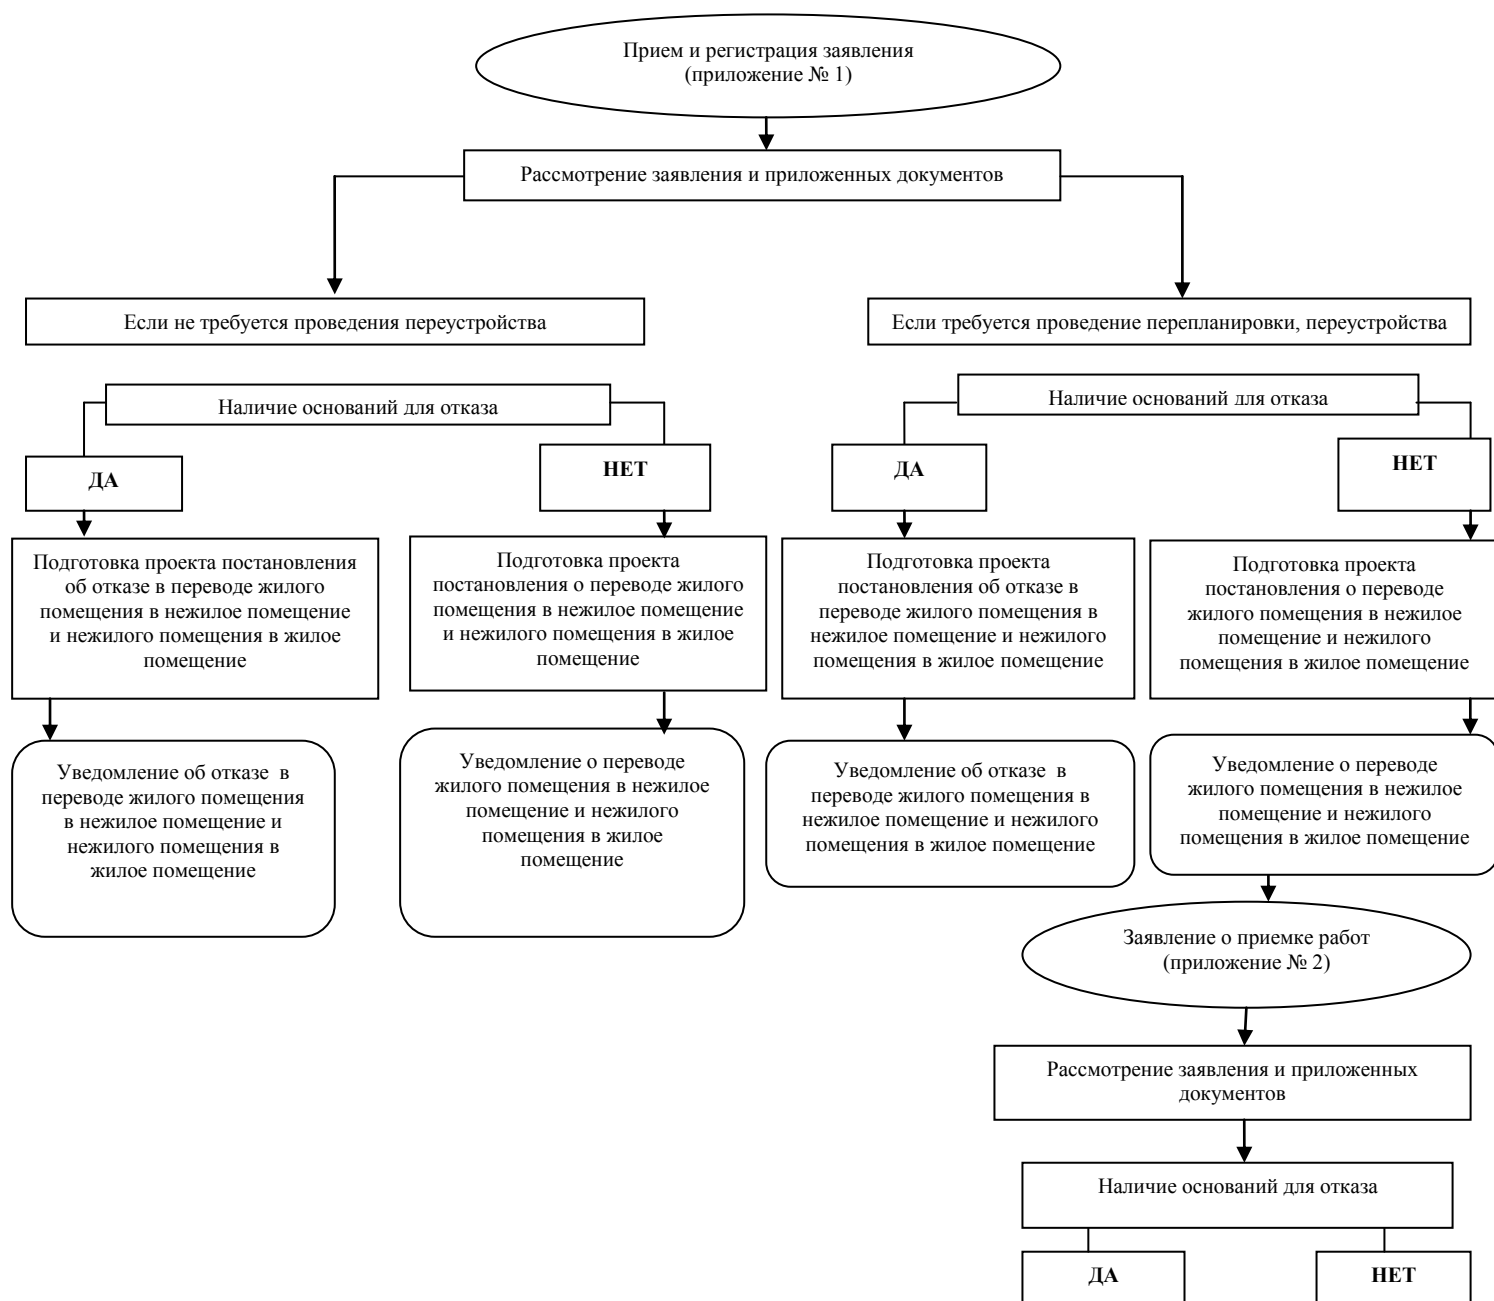 Прием и регистрация заявления
(приложение № 1)
Рассмотрение заявления и приложенных документов
Если не требуется проведения переустройства
Если требуется проведение перепланировки, переустройства
Наличие оснований для отказа
Наличие оснований для отказа
ДА
НЕТ
ДА
НЕТ
Подготовка проекта постановления
об отказе в переводе жилого
помещения в нежилое помещение
и нежилого помещения в жилое
помещение
Подготовка проекта
постановления о переводе жилого
помещения в нежилое помещение
и нежилого помещения в жилое
помещение
Подготовка проекта
постановления об отказе в
переводе жилого помещения в
нежилое помещение и нежилого
помещения в жилое помещение
Подготовка проекта
постановления о переводе
жилого помещения в нежилое
помещение и нежилого
помещения в жилое помещение
Уведомление об отказе  в
переводе жилого помещения
в нежилое помещение и
нежилого помещения в
жилое помещение
Уведомление о переводе
жилого помещения в нежилое
помещение и нежилого
помещения в жилое
помещение
Уведомление об отказе  в
переводе жилого помещения в
нежилое помещение и нежилого
помещения в жилое помещение
Уведомление о переводе
жилого помещения в нежилое
помещение и нежилого
помещения в жилое помещение
Заявление о приемке работ
(приложение № 2)
Рассмотрение заявления и приложенных
документов
Наличие оснований для отказа
ДА
НЕТ